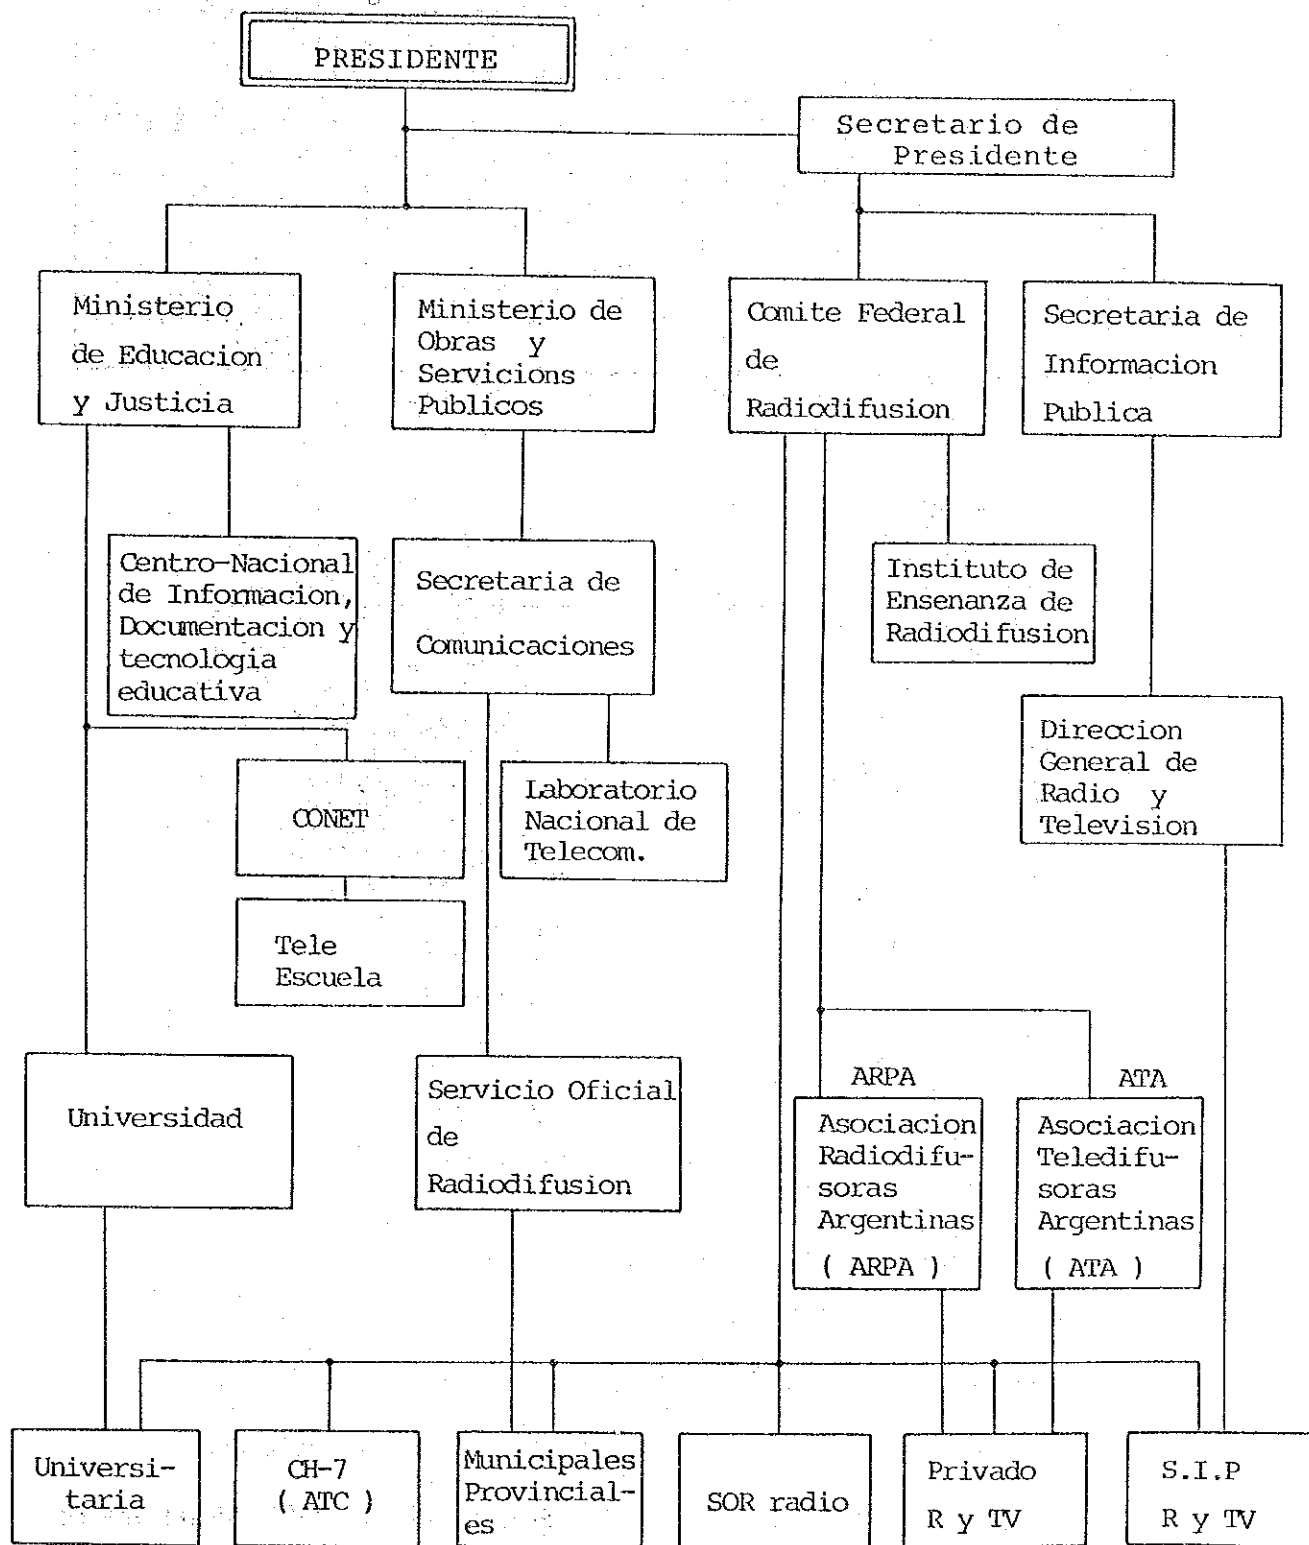 PRESIDENTE
Secretario de
Presidente
Ministerio
de Educacion
y Justicia
Ministerio de
Obras y
Servicions
Publicos
Comite Federal
de
Radiodifusion
Secretaria de
Informacion
Publica
Centro-Nacional
de Informacion,
Documentacion y
tecnologia
educativa
Secretaria de
Comunicaciones
Instituto de
Ensenanza de
Radiodifusion
Direccion
General de
Radio y
Television
CONET
Laboratorio
Nacional de
Telecom.
Tele
Escuela
Universidad
Servicio Oficial
de
Radiodifusion
ARPA
Asociacion
Radiodifu-
soras
Argentinas
( ARPA )
ATA
Asociacion
Teledifu-
soras
Argentinas
( ATA )
Universi-
taria
CH-7
( ATC )
Municipales
Provincial-
es
SOR radio
Privado
R y TV
S.I.P
R y TV